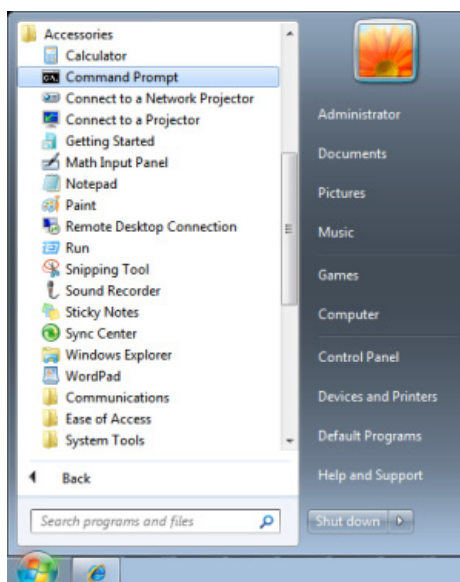 Accessories
Calculator
Command Prompt
Connect to a Network Projector
Connect to a Projector
Getting Started
Math Input Panel
Notepad
Paint
Remote Desktop Connection
Run
Snipping Tool
Sound Recorder
Sticky Notes
Sync Center
Windows Explorer
WordPad
Communications
Ease of Access
System Tools
Back
Search programs and files
Administrator
Documents
Pictures
Music
Games
Computer
Control Panel
Devices and Printers
Default Programs
Help and Support
Shut down